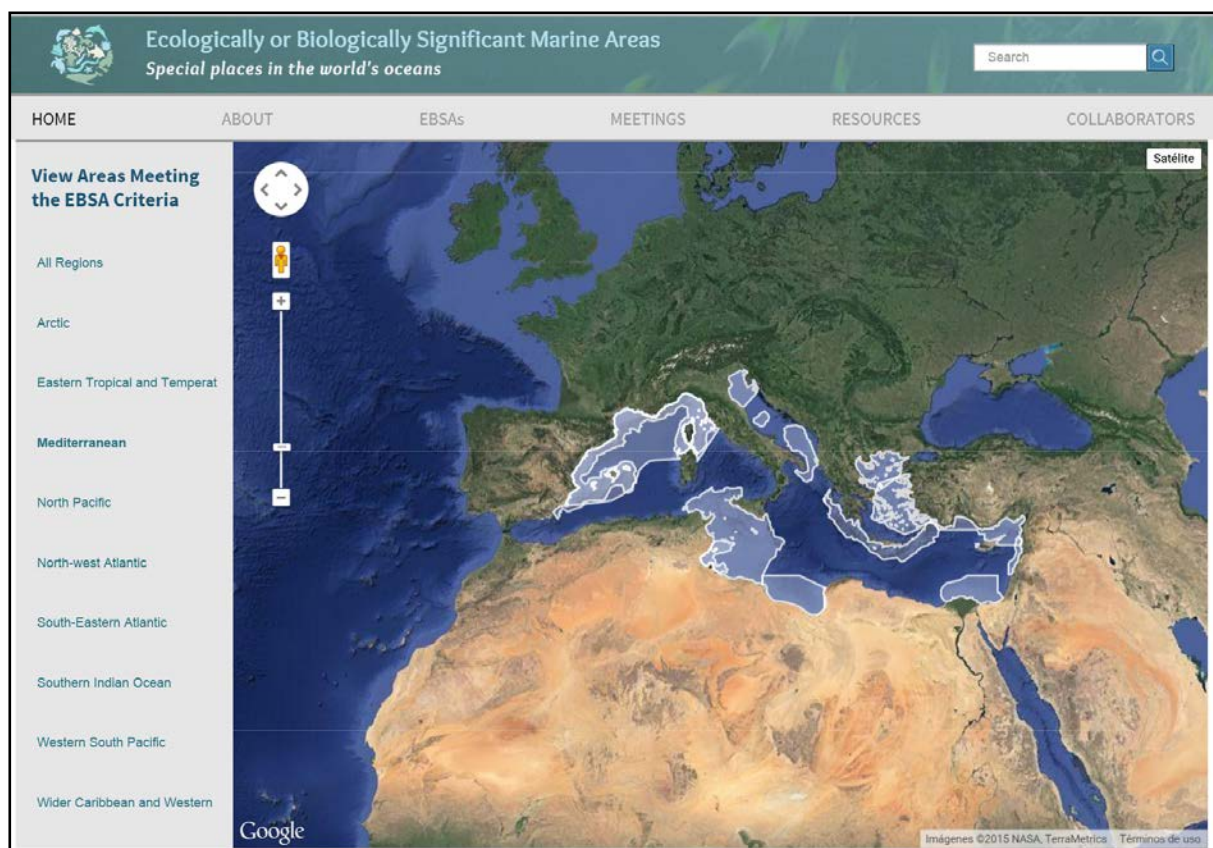 Ecologically or Biologically Significant Marine Areas
Special places in the world's oceans
Search
HOME
ABOUT
EBSAs
MEETINGS
RESOURCES
COLLABORATORS
View Areas Meeting
the EBSA Criteria
Satélite
All Regions
Arctic
Eastern Tropical and Temperat
Mediterranean
North Pacific
North-west Atlantic
South-Eastern Atlantic
Southern Indian Ocean
Western South Pacific
Wider Caribbean and Western
Google
Imágenes ©2015 NASA, TerraMetrics
Términos de uso